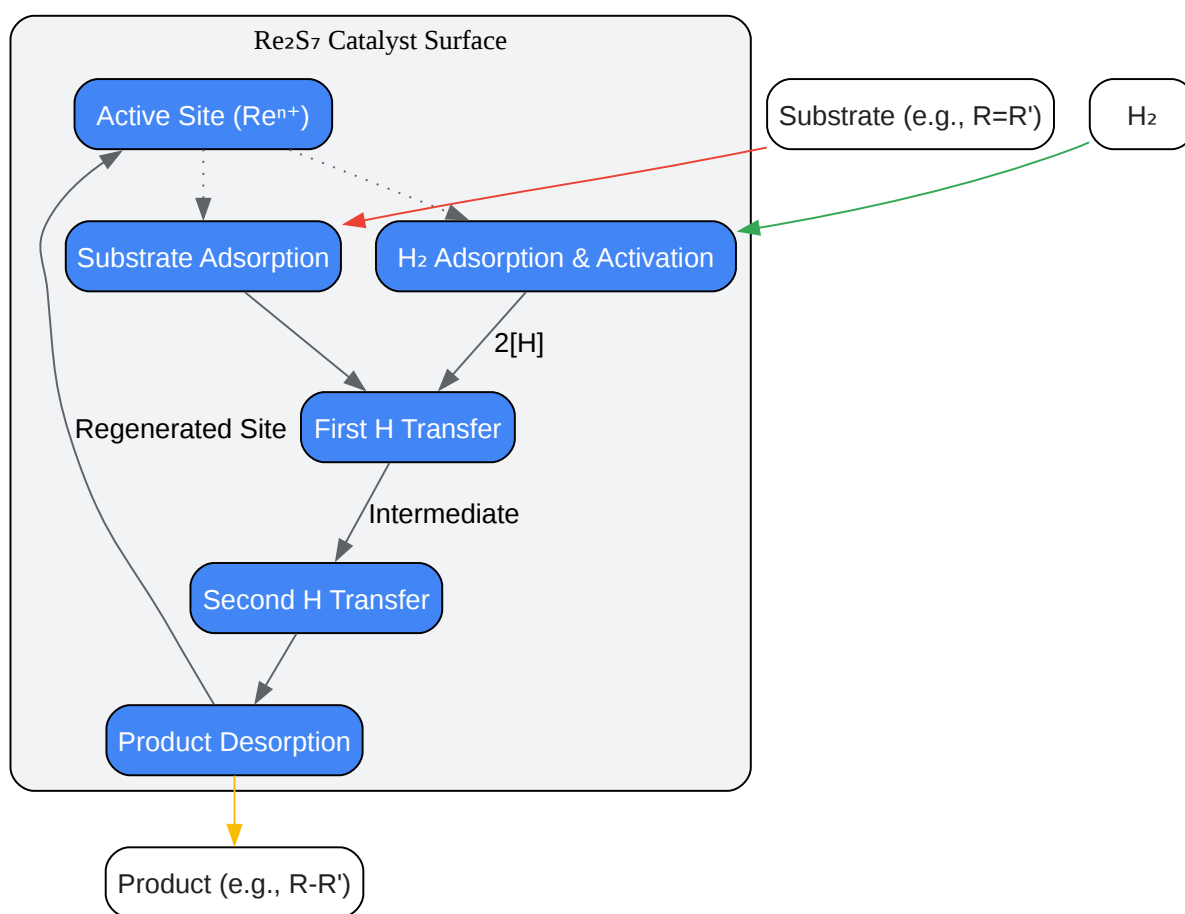 Re₂S₇ Catalyst Surface
Active Site (Reⁿ⁺)
Substrate (e.g., R=R')
H₂
Substrate Adsorption
H₂ Adsorption & Activation
2[H]
Regenerated Site
First H Transfer
Intermediate
Second H Transfer
Product Desorption
Product (e.g., R-R')